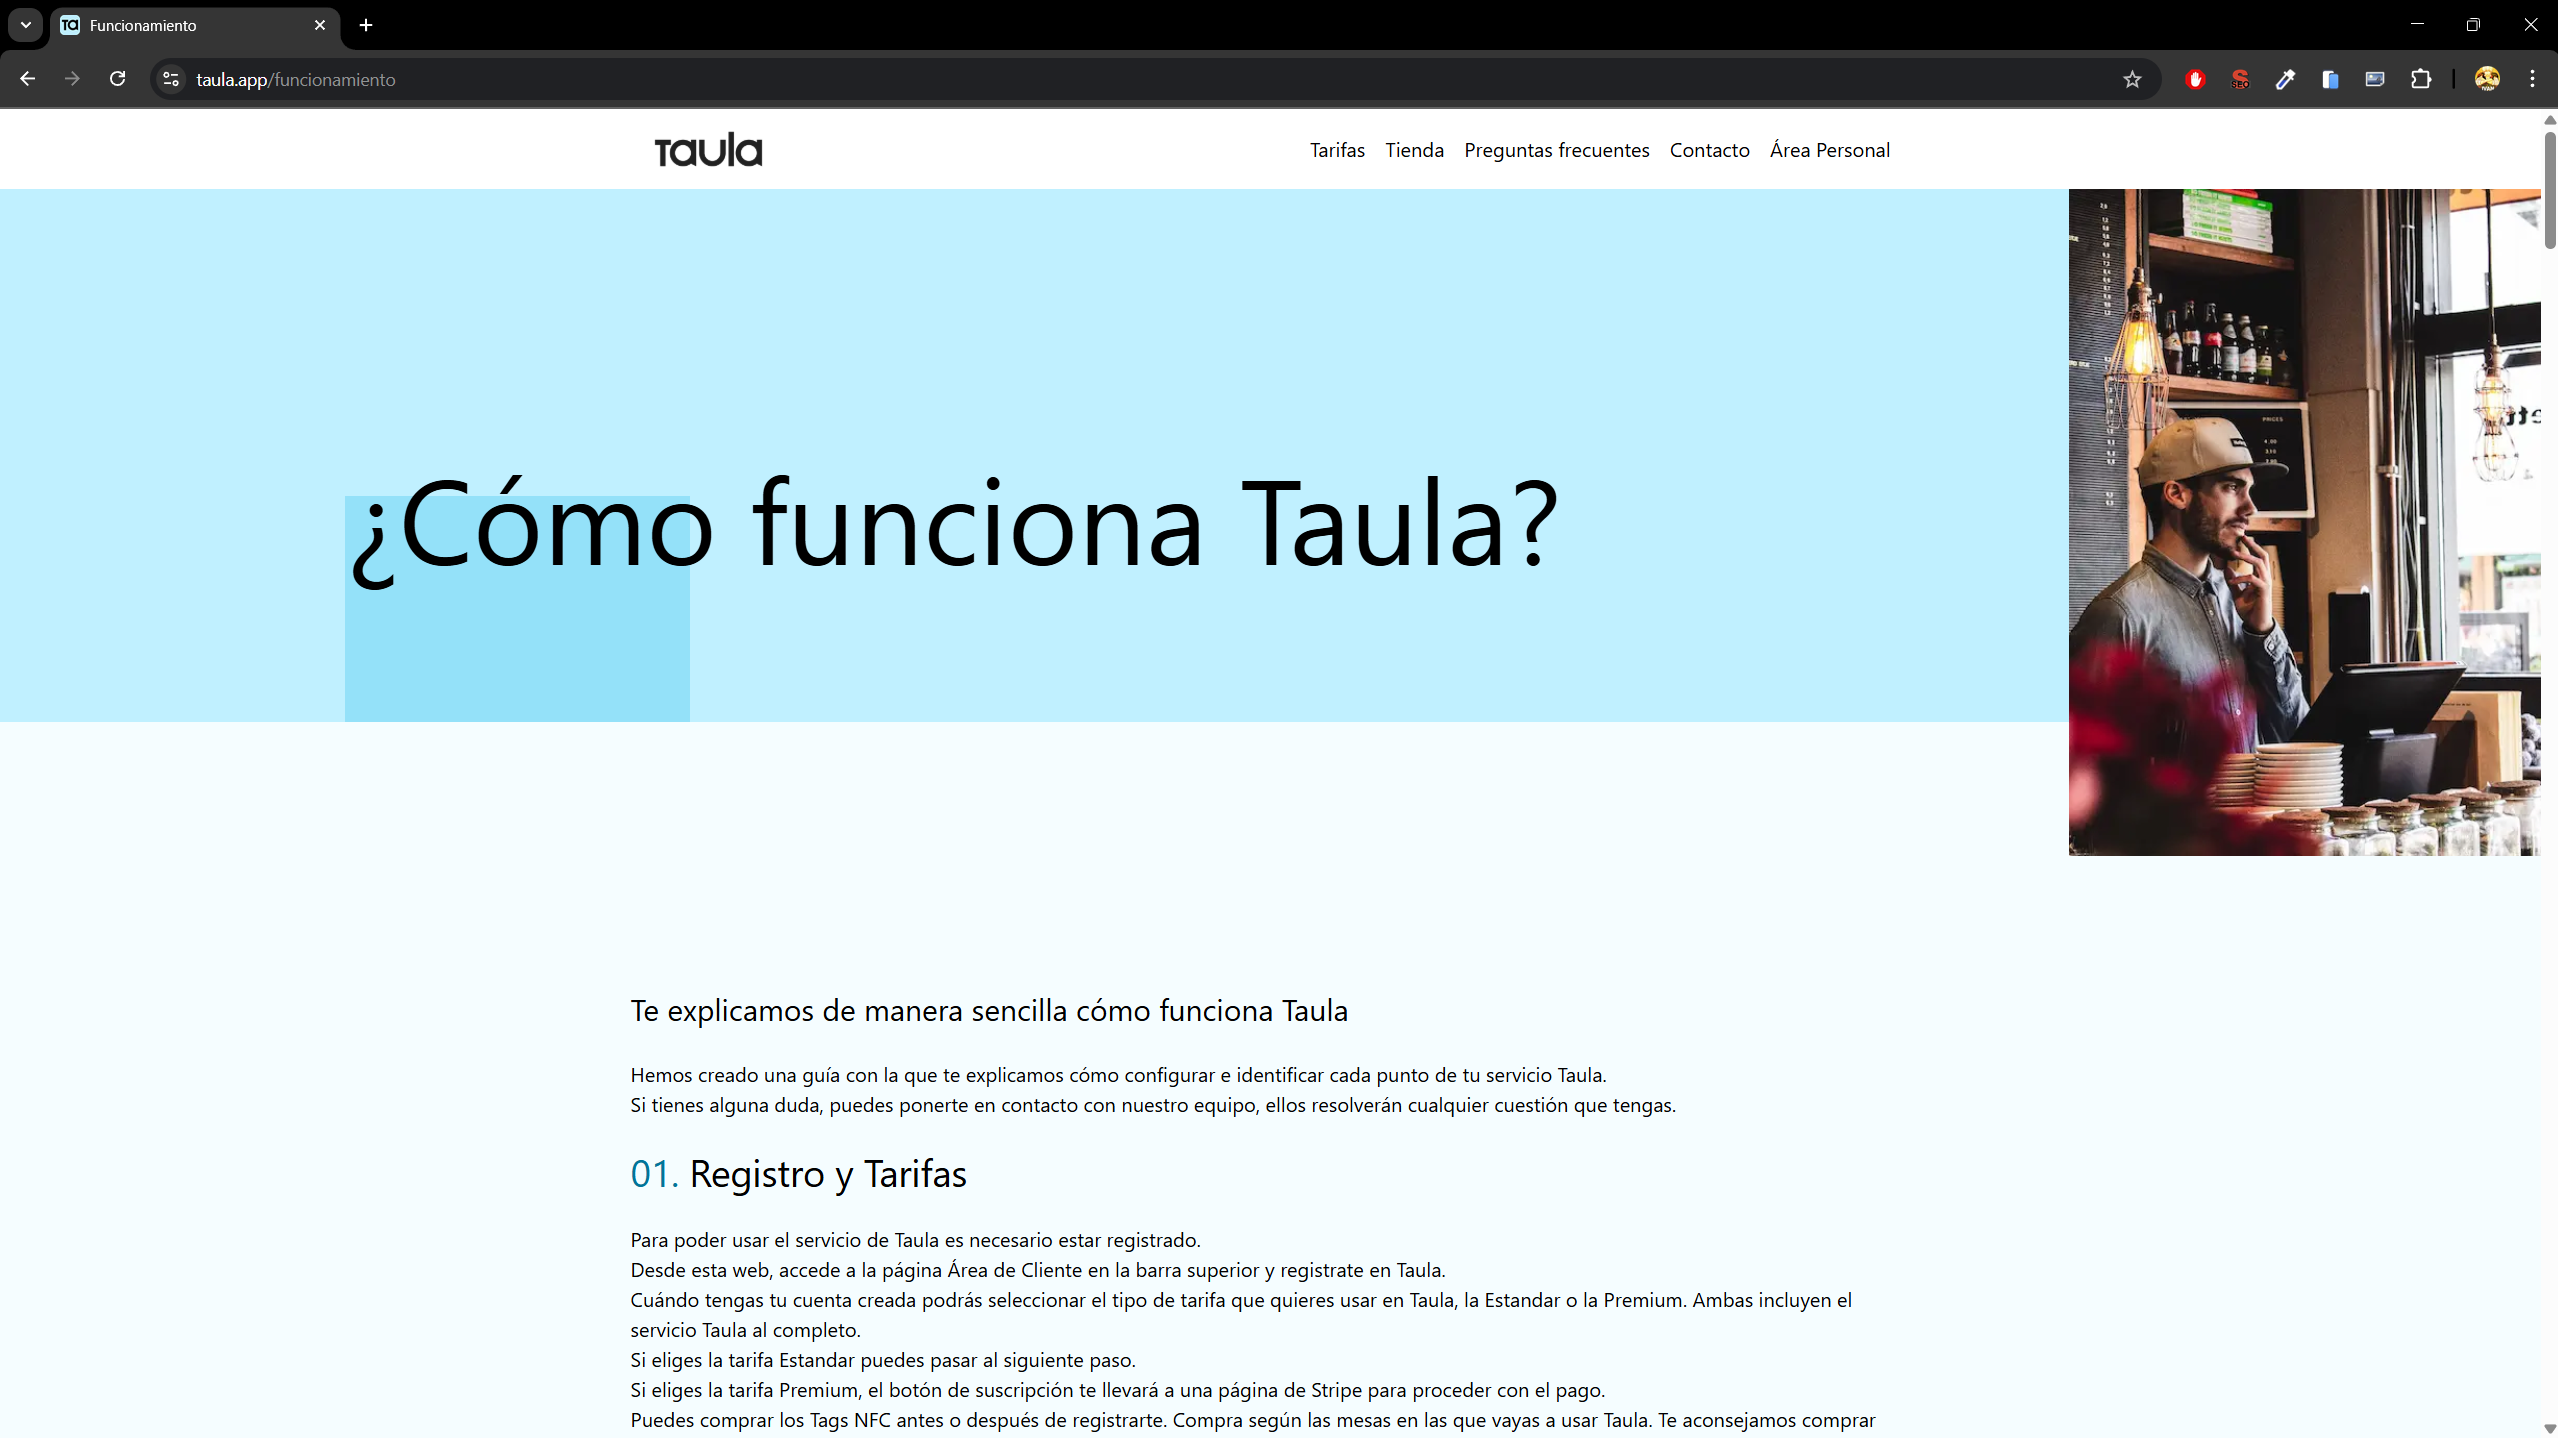 Funcionamiento
taula.app/funcionamiento
Taula
Tarifas Tienda Preguntas frecuentes Contacto Área Personal
¿Cómo funciona Taula?
PRICES
Te explicamos de manera sencilla cómo funciona Taula
Hemos creado una guía con la que te explicamos cómo configurar e identificar cada punto de tu servicio Taula.
Si tienes alguna duda, puedes ponerte en contacto con nuestro equipo, ellos resolverán cualquier cuestión que tengas.
01. Registro y Tarifas
Para poder usar el servicio de Taula es necesario estar registrado.
Desde esta web, accede a la página Área de Cliente en la barra superior y registrate en Taula.
Cuándo tengas tu cuenta creada podrás seleccionar el tipo de tarifa que quieres usar en Taula, la Estandar o la Premium. Ambas incluyen el
servicio Taula al completo.
Si eliges la tarifa Estandar puedes pasar al siguiente paso.
Si eliges la tarifa Premium, el botón de suscripción te llevará a una página de Stripe para proceder con el pago.
Puedes comprar los Tags NFC antes o después de registrarte. Compra según las mesas en las que vayas a usar Taula. Te aconsejamos comprar